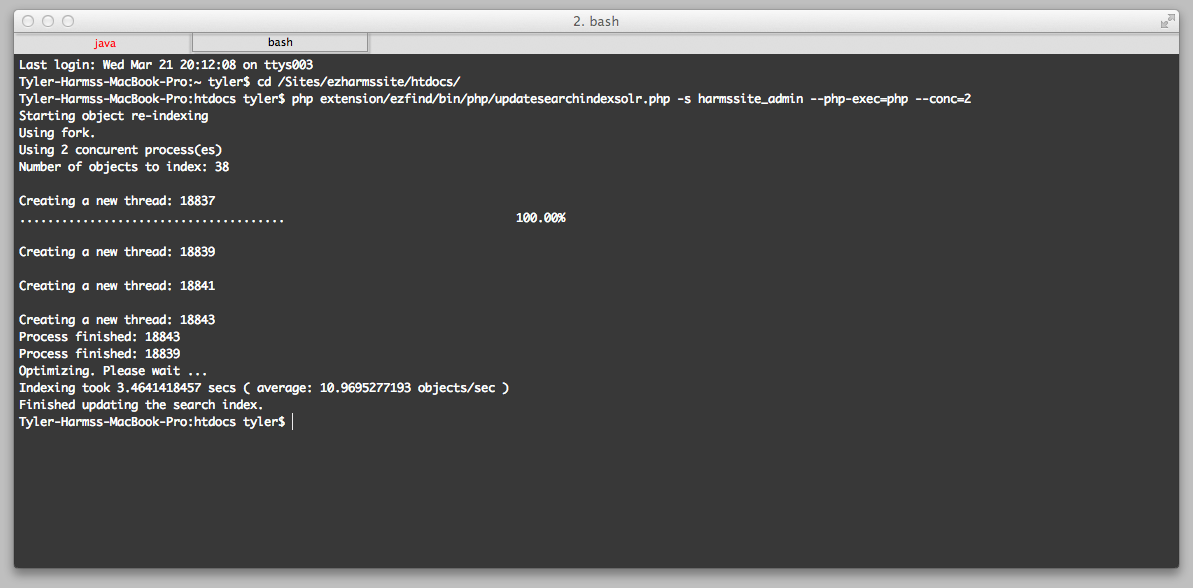 2. bash
java
bash
Last login: Wed Mar 21 20:12:08 on ttys003
Tyler-Harmss-MacBook-Pro:~ tyler$ cd /Sites/ezharmssite/htdocs/
Tyler-Harmss-MacBook-Pro:htdocs tyler$ php extension/ezfind/bin/php/updatesearchindexsolr.php -s harmssite_admin --php-exec=php --conc=2
Starting object re-indexing
Using fork.
Using 2 concurent process(es)
Number of objects to index: 38
Creating a new thread: 18837
...................................... 100.00%
Creating a new thread: 18839
Creating a new thread: 18841
Creating a new thread: 18843
Process finished: 18843
Process finished: 18839
Optimizing. Please wait ...
Indexing took 3.4641418457 secs ( average: 10.9695277193 objects/sec )
Finished updating the search index.
Tyler-Harmss-MacBook-Pro:htdocs tyler$